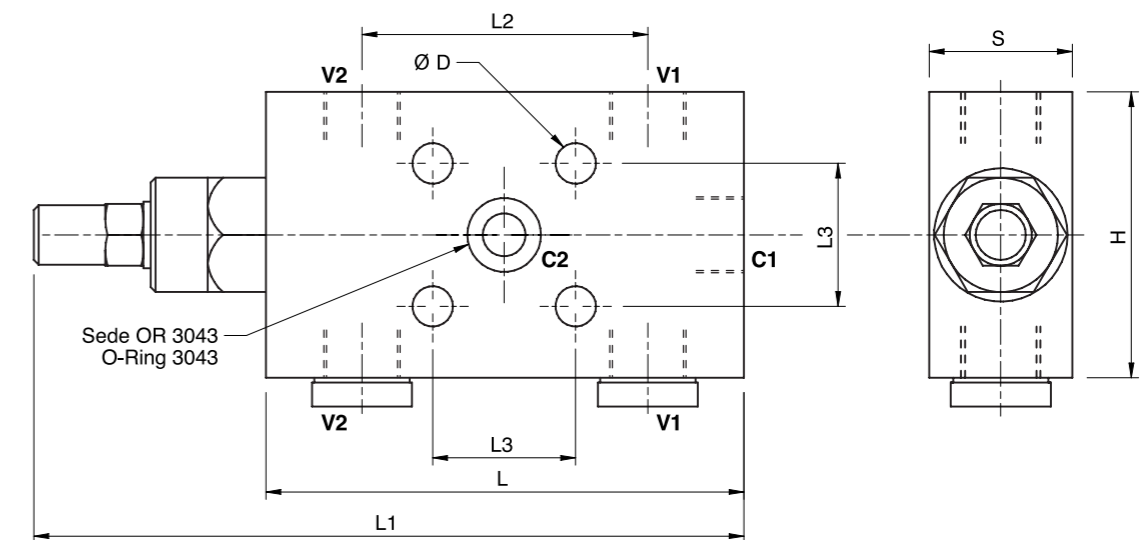 L2
S
Ø D
V2
V1
L3
H
C2
C1
Sede OR 3043
O-Ring 3043
V2
V1
L3
L
L1